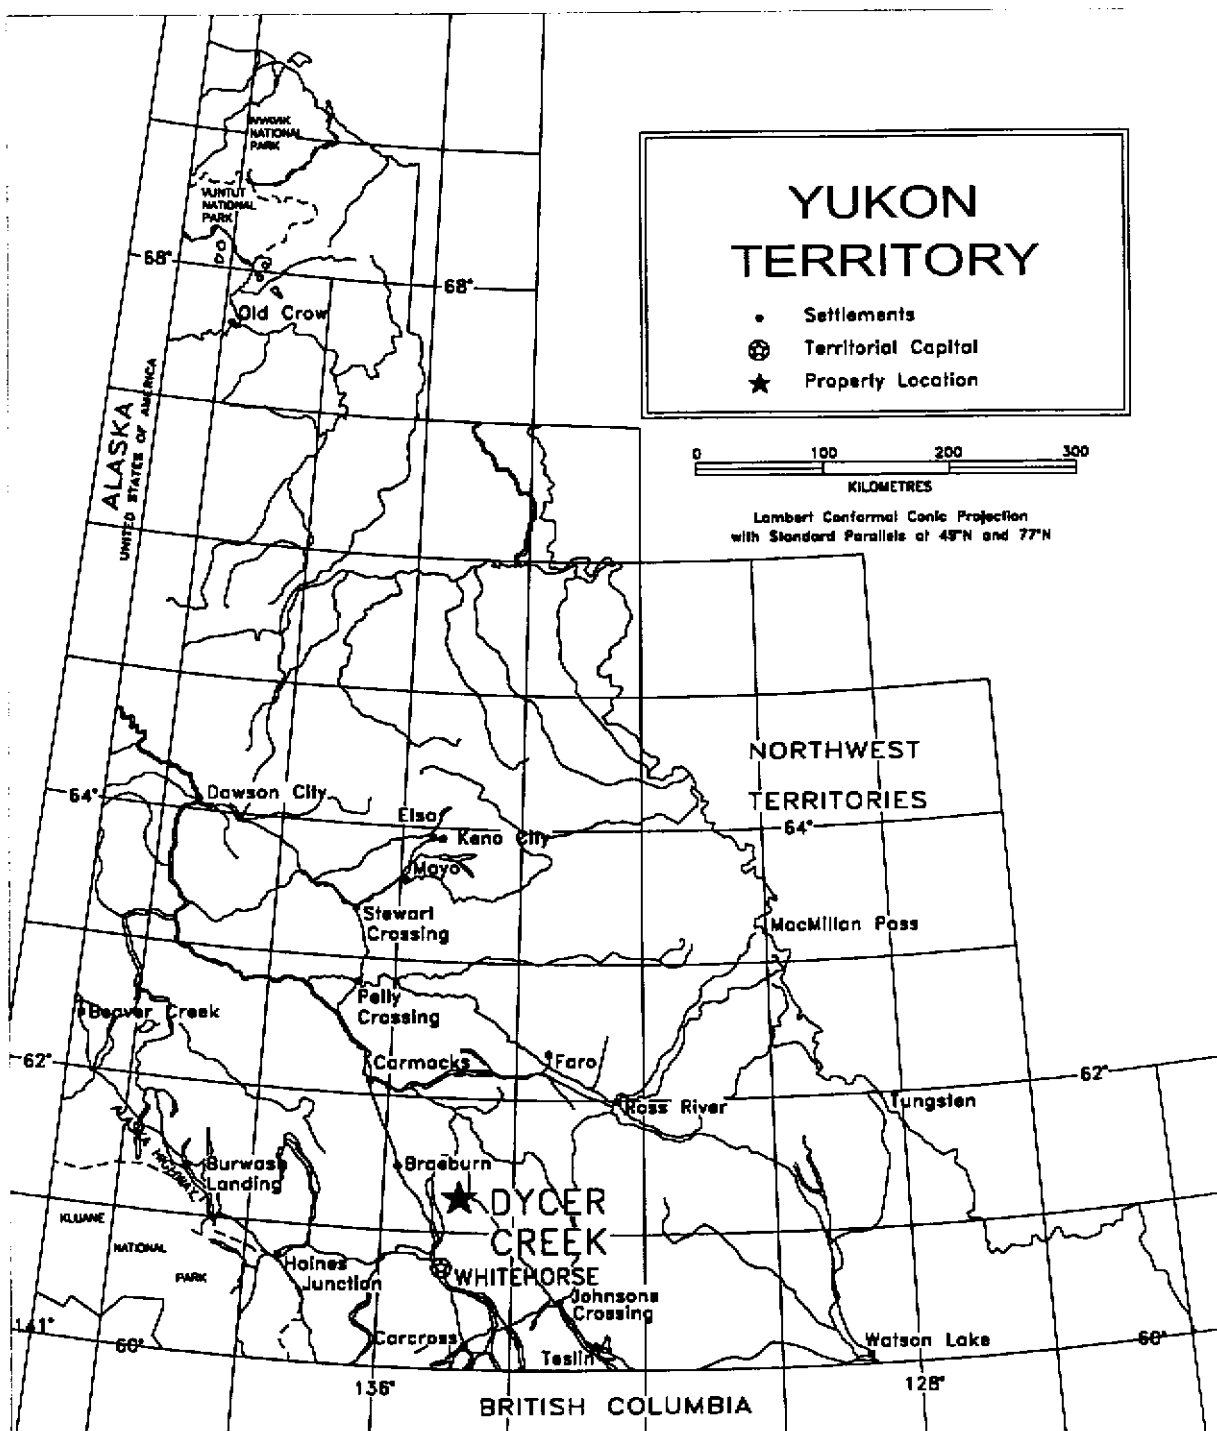 IVVAVIK
NATIONAL
PARK
VUNTUT
NATIONAL
PARK
68°
68°
Old Crow
YUKON
TERRITORY
Settlements
Territorial Capital
Property Location
0 100 200 300
KILOMETRES
Lambert Conformal Conic Projection
with Standard Parallels at 49°N and 77°N
ALASKA
UNITED STATES OF AMERICA
NORTHWEST
TERRITORIES
64°
64°
Dawson City
Elsa
Keno City
Mayo
Stewart
Crossing
MacMillan Pass
Pelly
Crossing
Beaver Creek
62°
62°
Carmacks
Faro
Ross River
Tungsten
HIGHWAY
Burwash
Landing
Braeburn
DYCER
CREEK
KLUANE
NATIONAL
PARK
Haines
Junction
WHITEHORSE
Johnsons
Crossing
Carcross
Teslin
Watson Lake
141°
60°
60°
136°
128°
BRITISH COLUMBIA